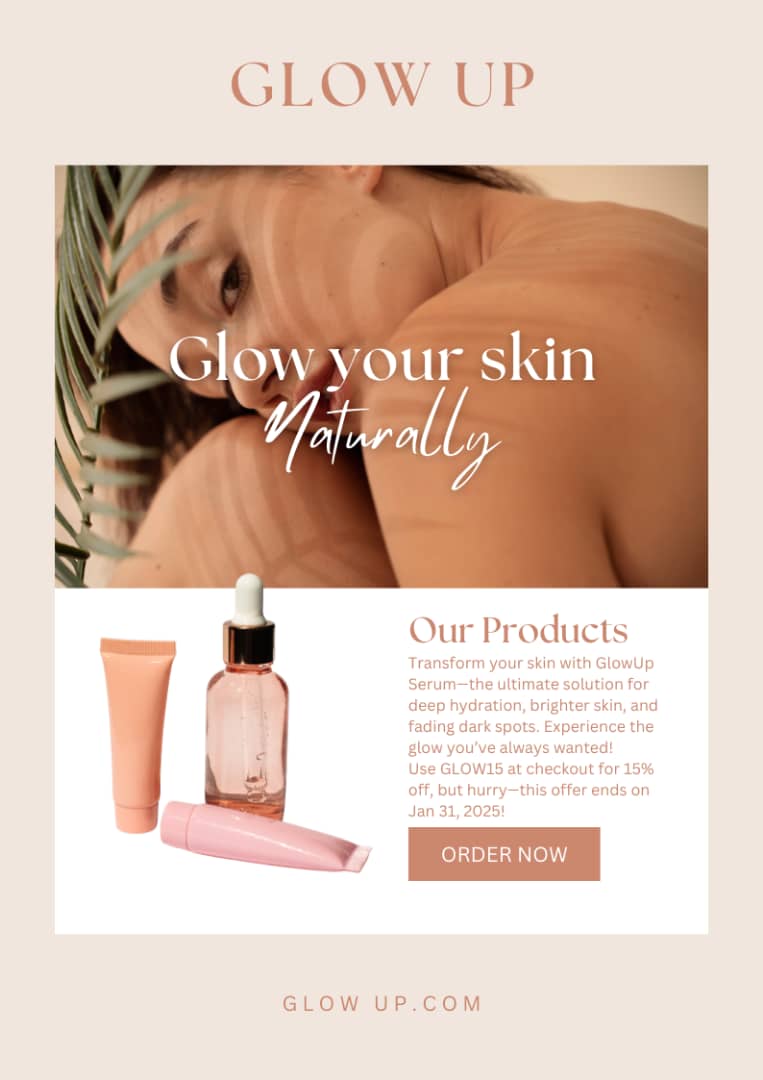 GLOW UP
Glow your skin
Naturally
Our Products
Transform your skin with GlowUp
Serum—the ultimate solution for
deep hydration, brighter skin, and
fading dark spots. Experience the
glow you’ve always wanted!
Use GLOW15 at checkout for 15%
off, but hurry—this offer ends on
Jan 31, 2025!
ORDER NOW
GLOW UP.COM